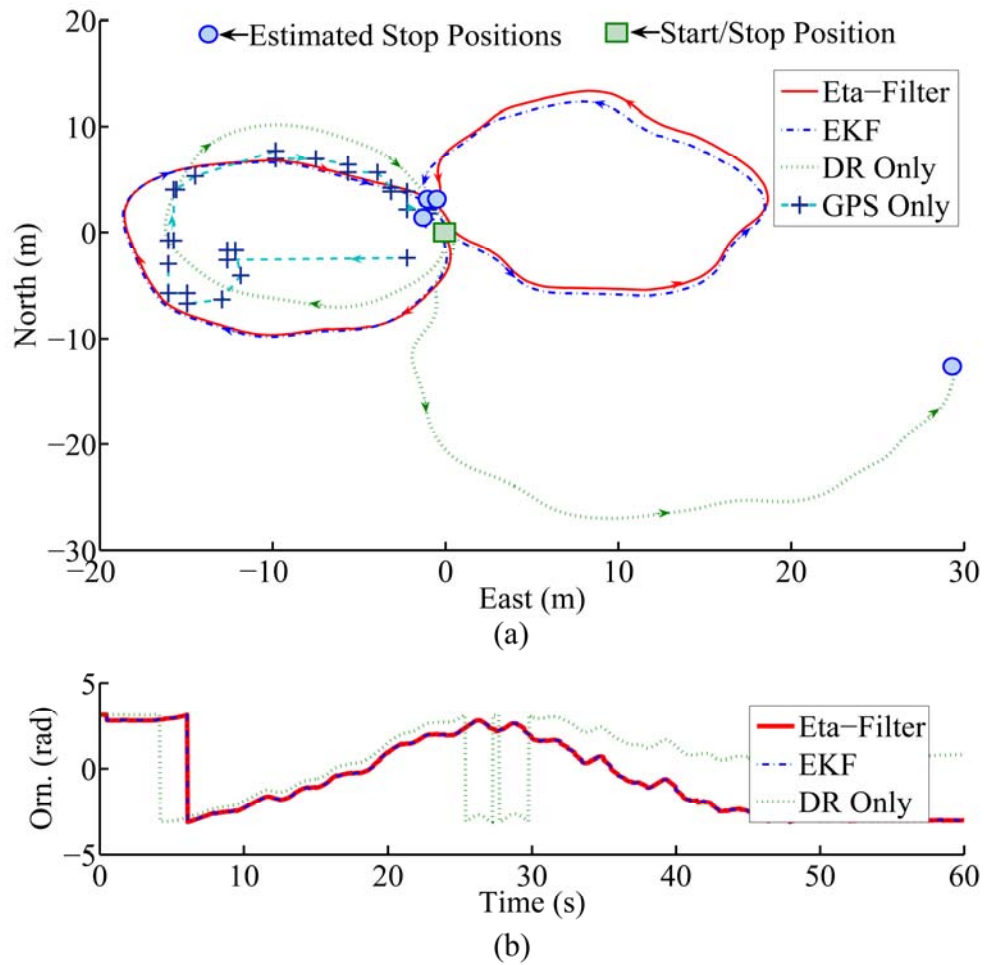 20
Estimated Stop Positions
Start/Stop Position
10
Eta−Filter
EKF
DR Only
GPS Only
0
North (m)
−10
−20
−30
−20
−10
0
10
20
30
East (m)
(a)
5
Eta−Filter
EKF
DR Only
0
Orn. (rad)
−5
0
10
20
30
40
50
60
Time (s)
(b)